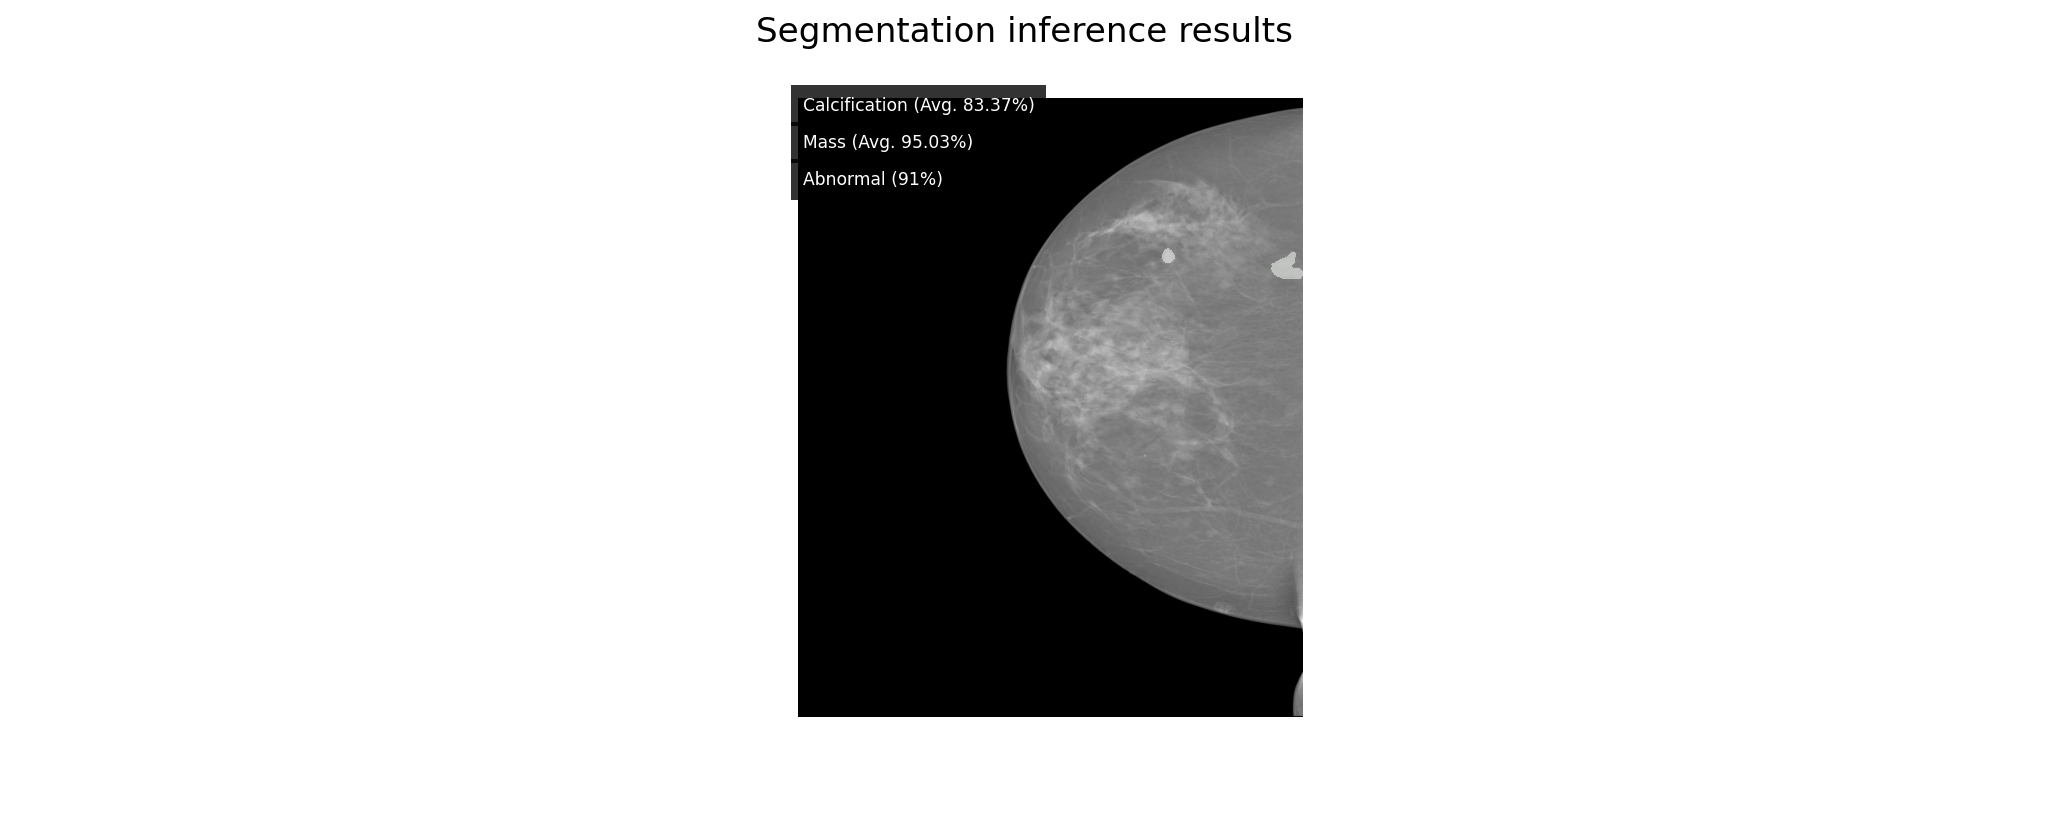 Segmentation inference results
Calcification (Avg. 83.37%)
Mass (Avg. 95.03%)
Abnormal (91%)